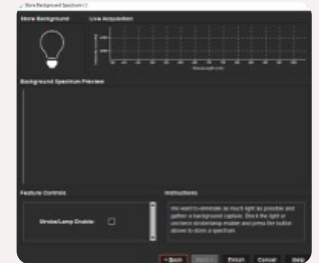 Store Background Spectrum
Store Background
Live Acquisition
Background Spectrum Preview
Feature Controls
Strobe/Lamp Enable:
Instructions
We want to eliminate as much light as possible and
gather a background capture. Block the light or
uncheck strobe/lamp enable and press the button
above to store a spectrum.
< Back
Next >
Finish
Cancel
Help